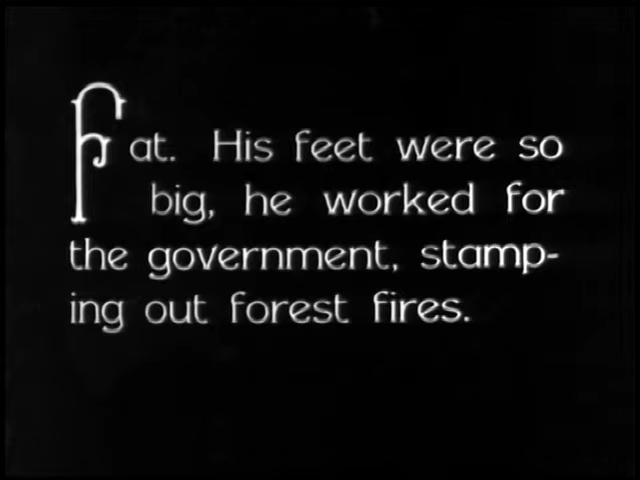 Fat. His feet were so
big, he worked for
the government, stamp-
ing out forest fires.